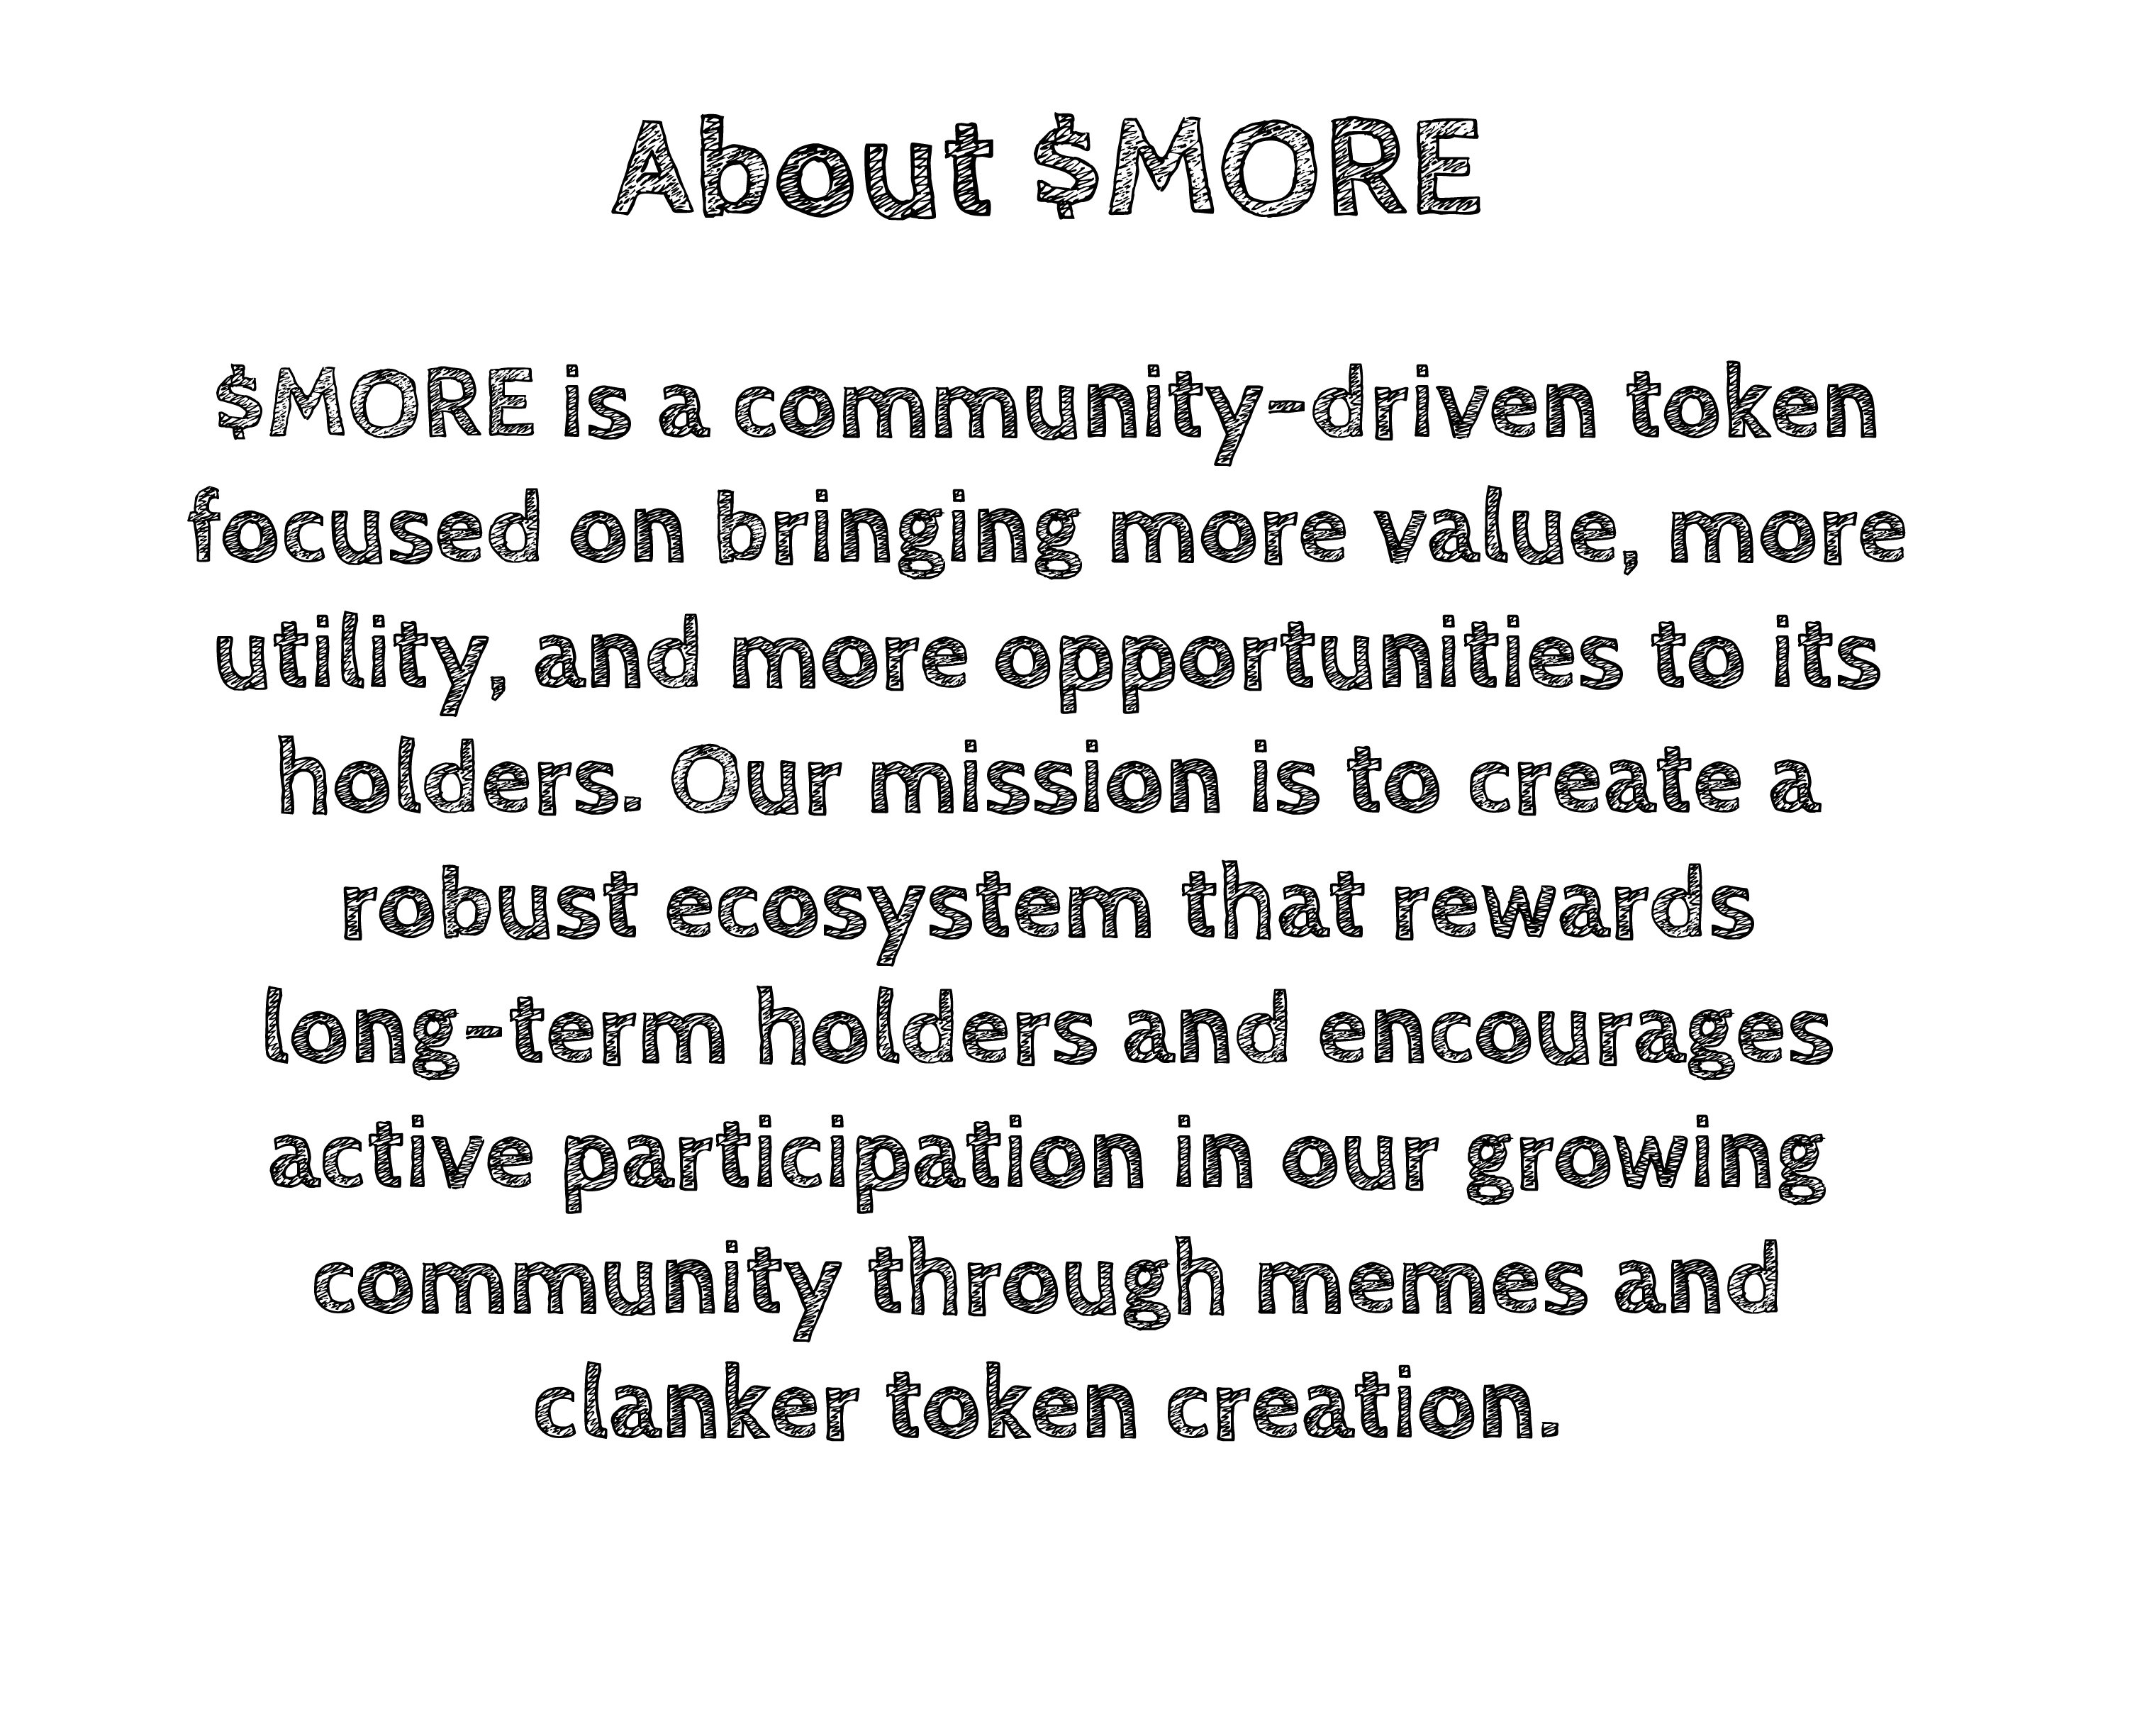 About $MORE
$MORE is a community-driven token
focused on bringing more value, more
utility, and more opportunities to its
holders. Our mission is to create a
robust ecosystem that rewards
long-term holders and encourages
active participation in our growing
community through memes and
clanker token creation.